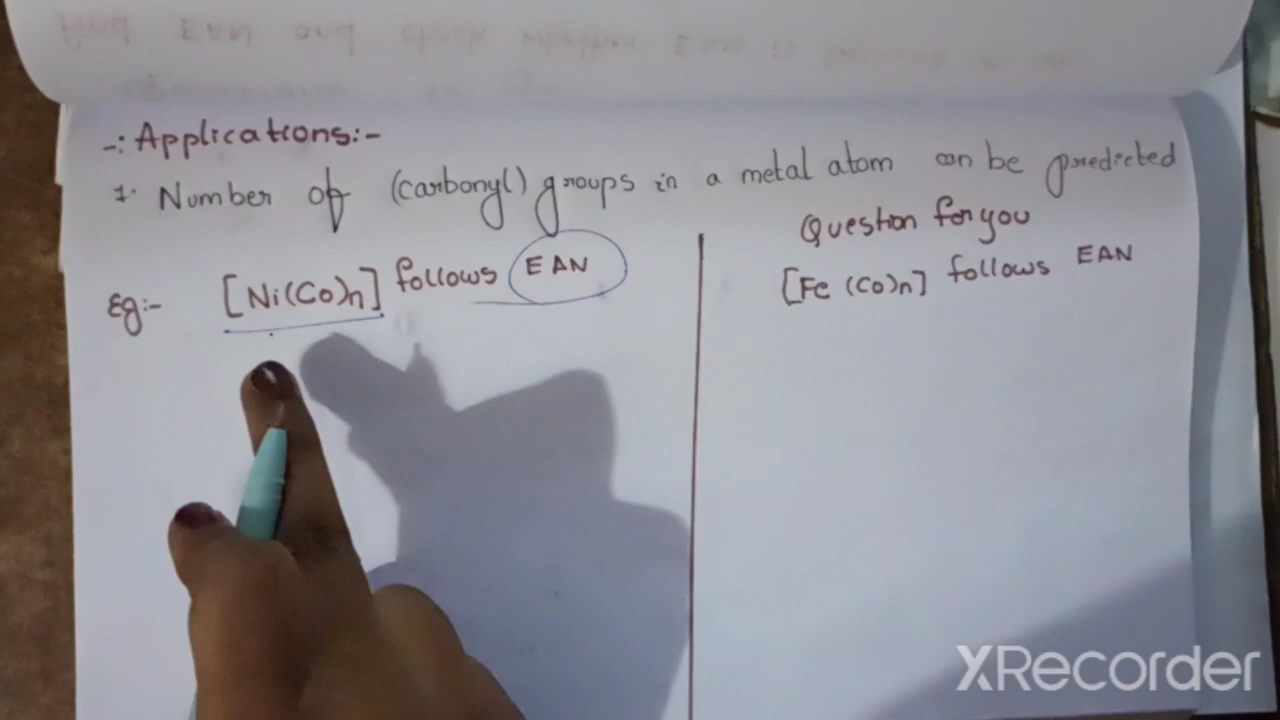 -: Applications:-
1. Number of (carbonyl) groups in a metal atom can be predicted
Eg:- [Ni(Co)n] follows EAN
Question for you
[Fe (Co)n] follows EAN
XRecorder